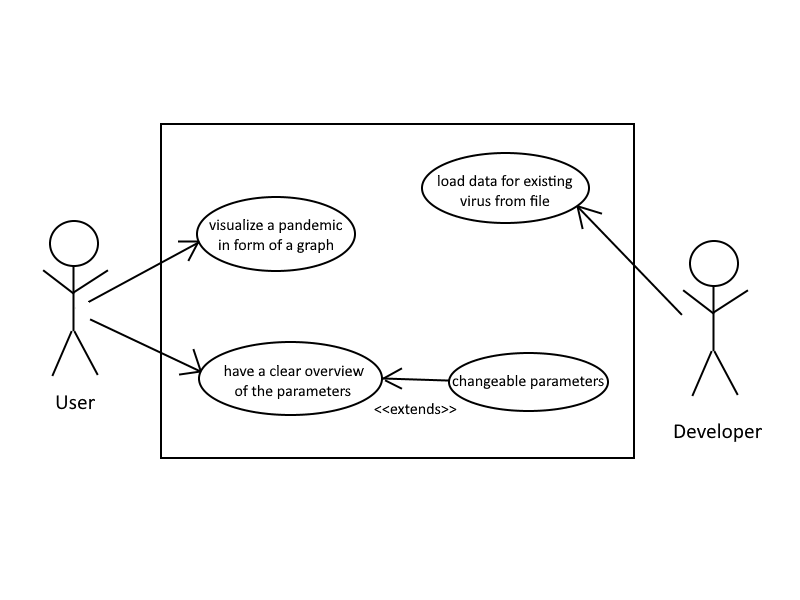 load data for existing
virus from file
visualize a pandemic
in form of a graph
have a clear overview
of the parameters
changeable parameters
<<extends>>
User
Developer